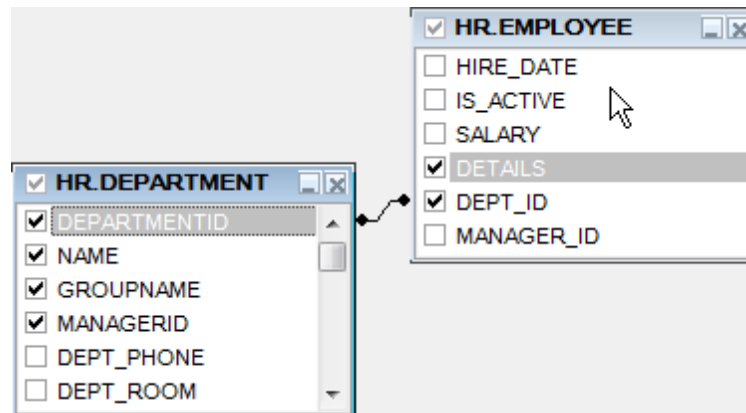 HR.EMPLOYEE
HIRE_DATE
IS_ACTIVE
SALARY
DETAILS
DEPT_ID
MANAGER_ID
HR.DEPARTMENT
DEPARTMENTID
NAME
GROUPNAME
MANAGERID
DEPT_PHONE
DEPT_ROOM